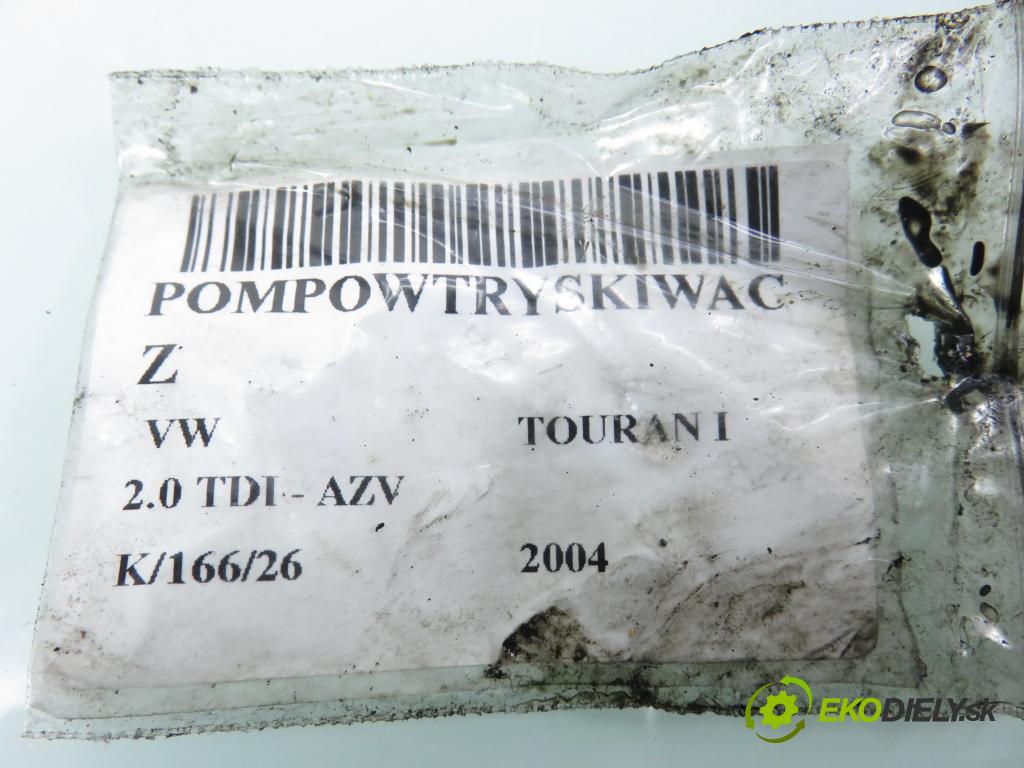 POMPOWTRYSKIWAC
Z
VW TOURAN I
2.0 TDI - AZV
K/166/26 2004
EKODIELY.sk